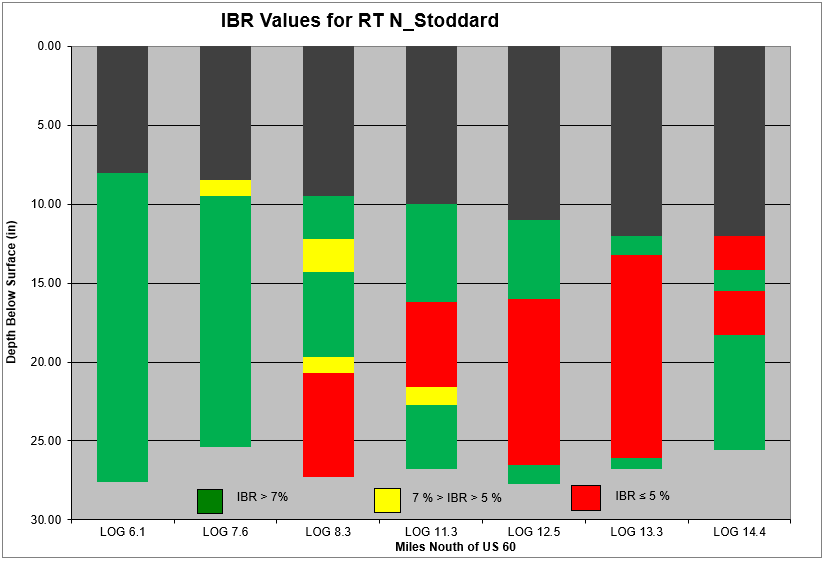 IBR Values for RT N_Stoddard
0.00
5.00
10.00
15.00
20.00
25.00
30.00
Depth Below Surface (in)
IBR > 7%
7 % > IBR > 5 %
IBR ≤ 5 %
LOG 6.1
LOG 7.6
LOG 8.3
LOG 11.3
LOG 12.5
LOG 13.3
LOG 14.4
Miles Nouth of US 60